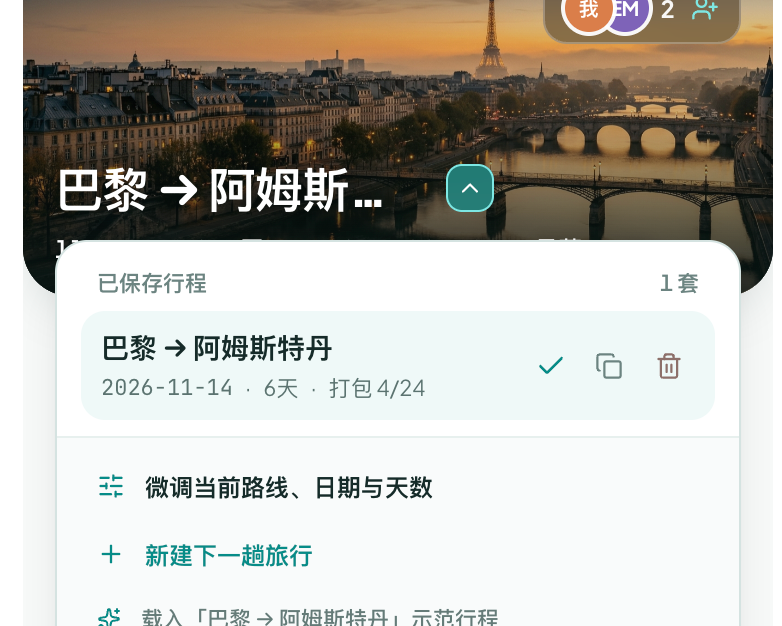 我 EM 2
巴黎 → 阿姆斯...
已保存行程 1 套
巴黎 → 阿姆斯特丹
2026-11-14 · 6天 · 打包 4/24
微调当前路线、日期与天数
新建下一趟旅行
载入「巴黎 → 阿姆斯特丹」示范行程